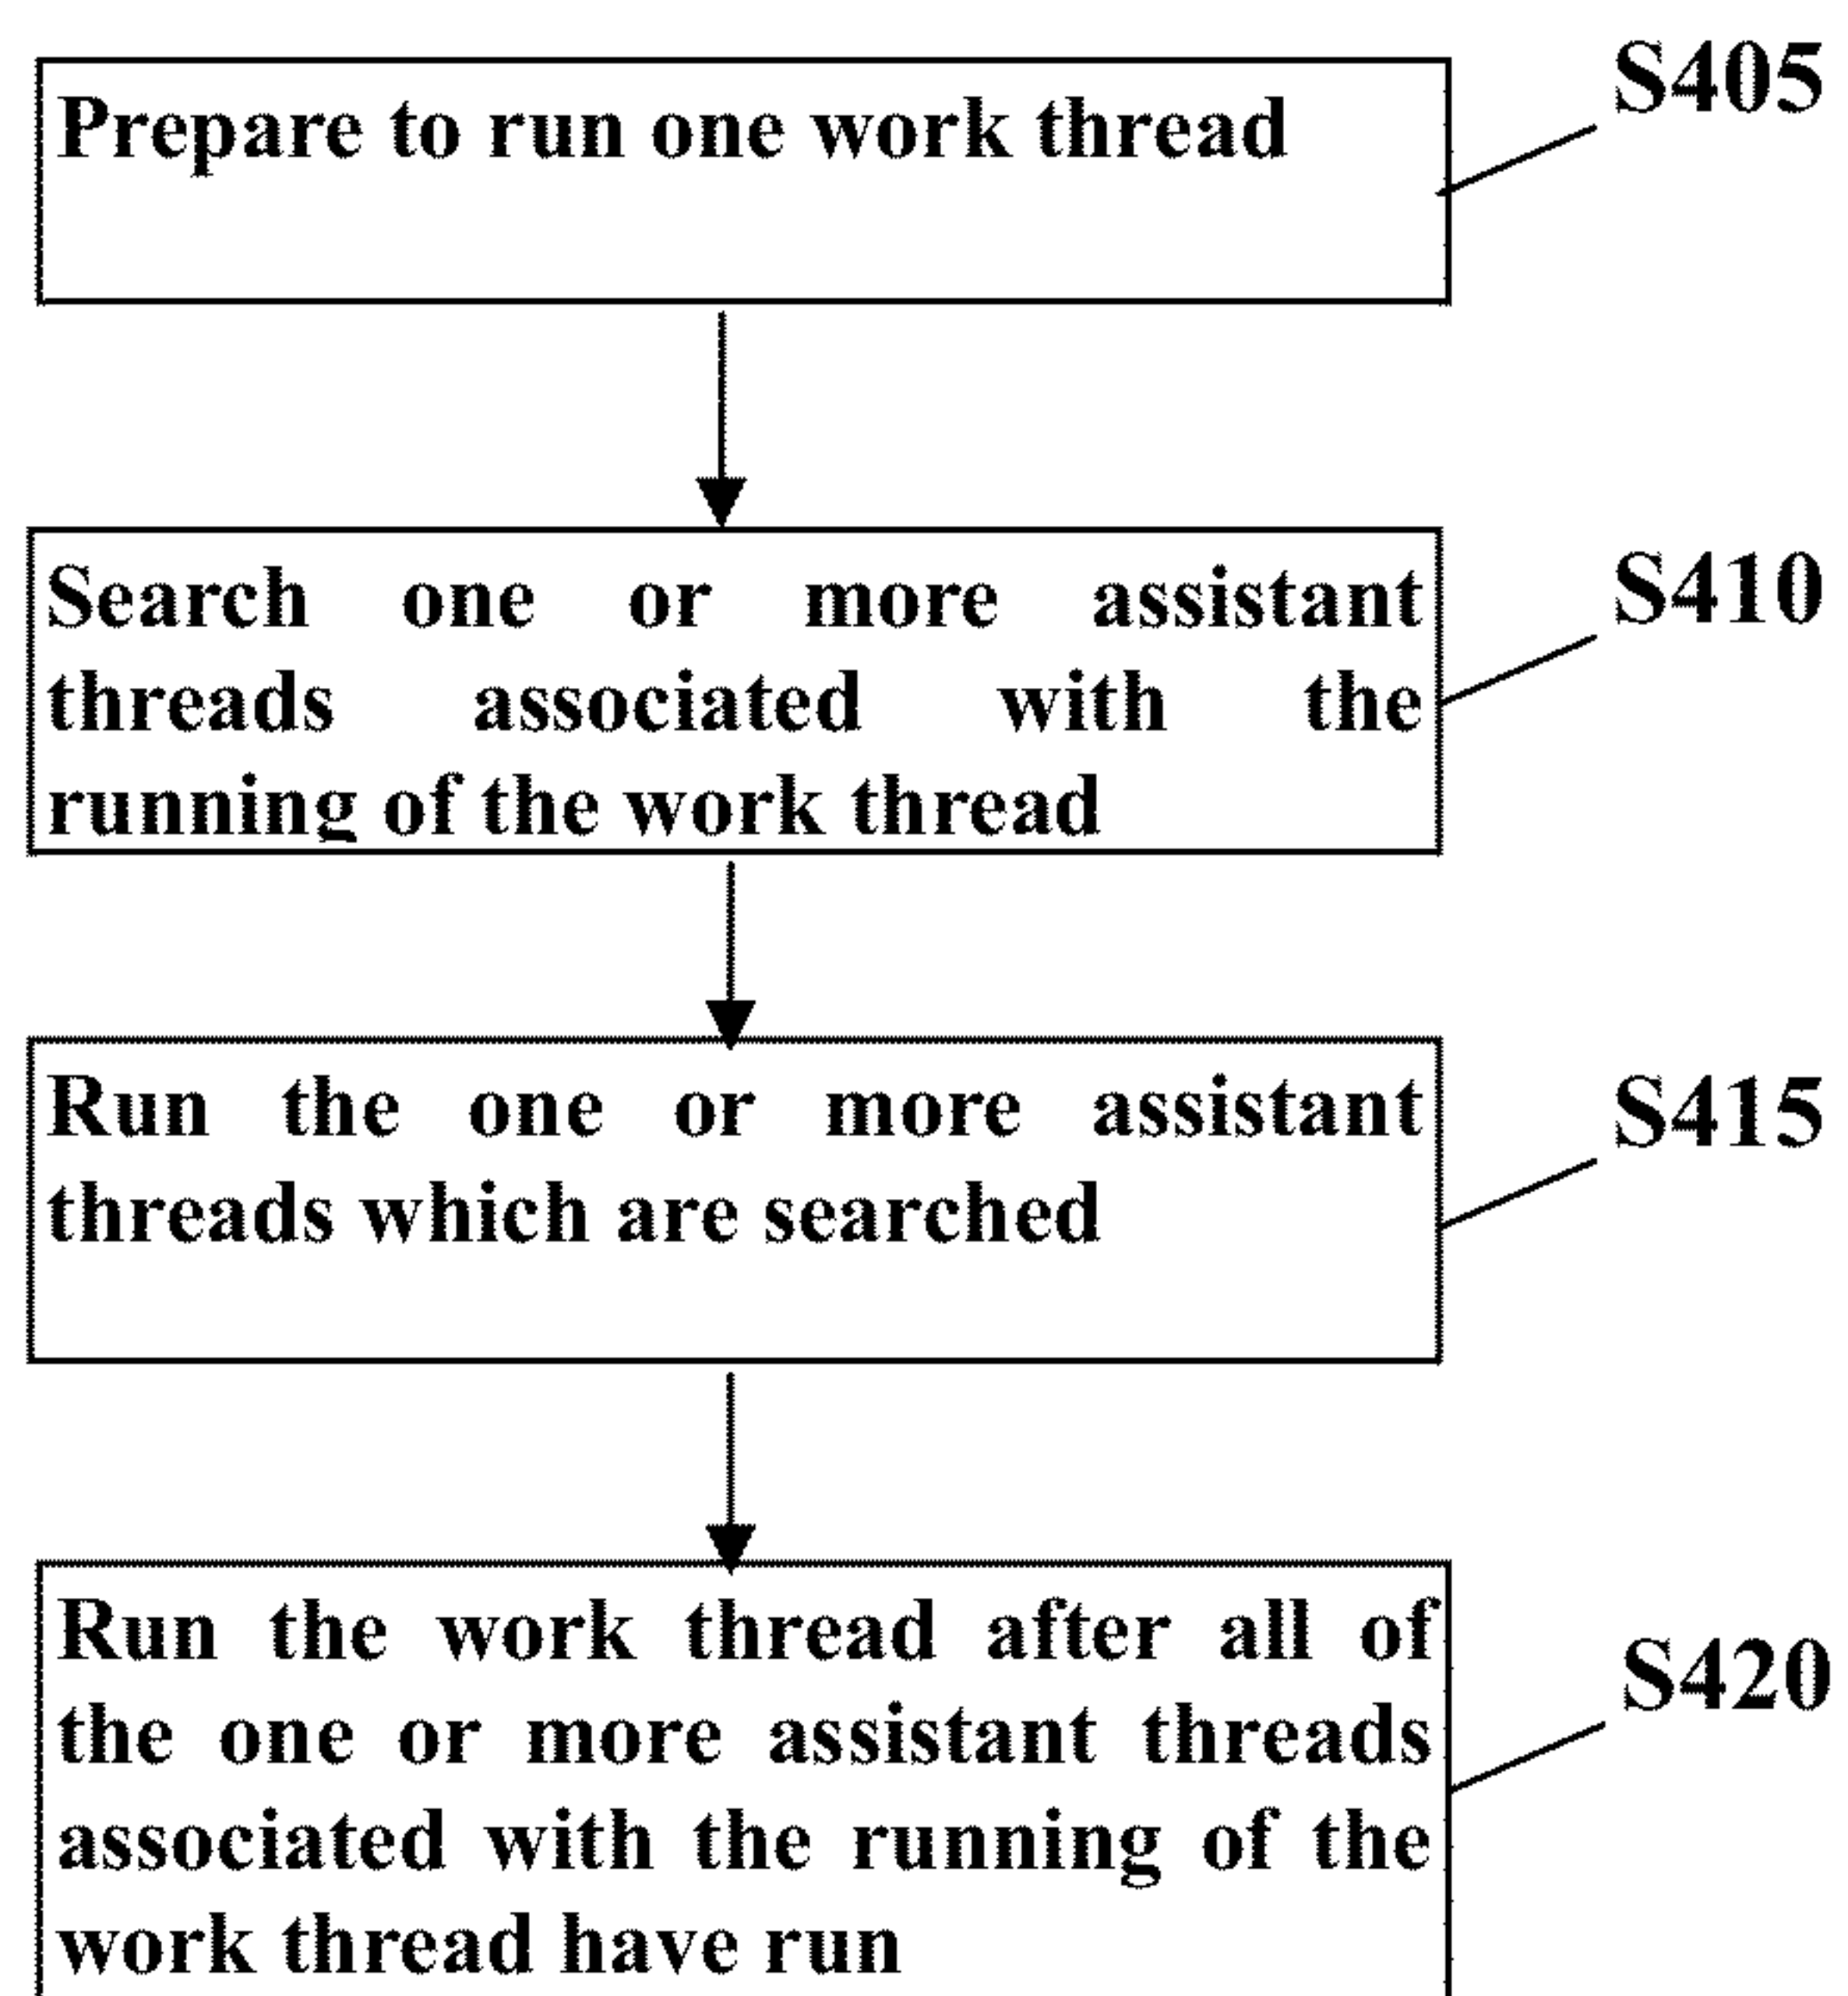 S405
Prepare to run one work thread
S410
Search one or more assistant
threads associated with the
running of the work thread
S415
Run the one or more assistant
threads which are searched
S420
Run the work thread after all of
the one or more assistant threads
associated with the running of the
work thread have run